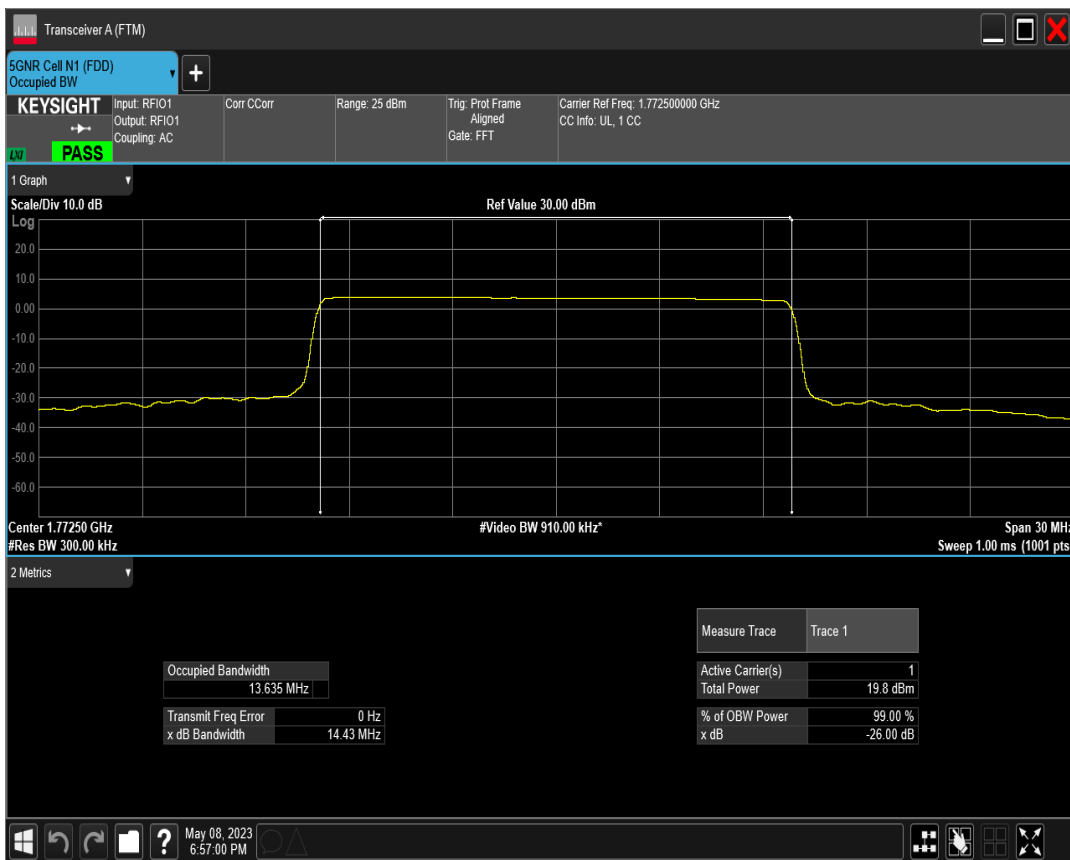 Transceiver A (FTM)
5GNR Cell N1 (FDD)
Occupied BW
+
KEYSIGHT
LXI
PASS
Input: RFIO1
Output: RFIO1
Coupling: AC
Corr CCorr
Range: 25 dBm
Trig: Prot Frame
Aligned
Gate: FFT
Carrier Ref Freq: 1.772500000 GHz
CC Info: UL, 1 CC
1 Graph
Scale/Div 10.0 dB
Ref Value 30.00 dBm
Log
20.0
10.0
0.00
-10.0
-20.0
-30.0
-40.0
-50.0
-60.0
Center 1.77250 GHz
#Video BW 910.00 kHz*
Span 30 MHz
#Res BW 300.00 kHz
Sweep 1.00 ms (1001 pts
2 Metrics
Measure Trace Trace 1
Occupied Bandwidth
13.635 MHz
Transmit Freq Error 0 Hz
x dB Bandwidth 14.43 MHz
Active Carrier(s) 1
Total Power 19.8 dBm
% of OBW Power 99.00 %
x dB -26.00 dB
?
May 08, 2023
6:57:00 PM